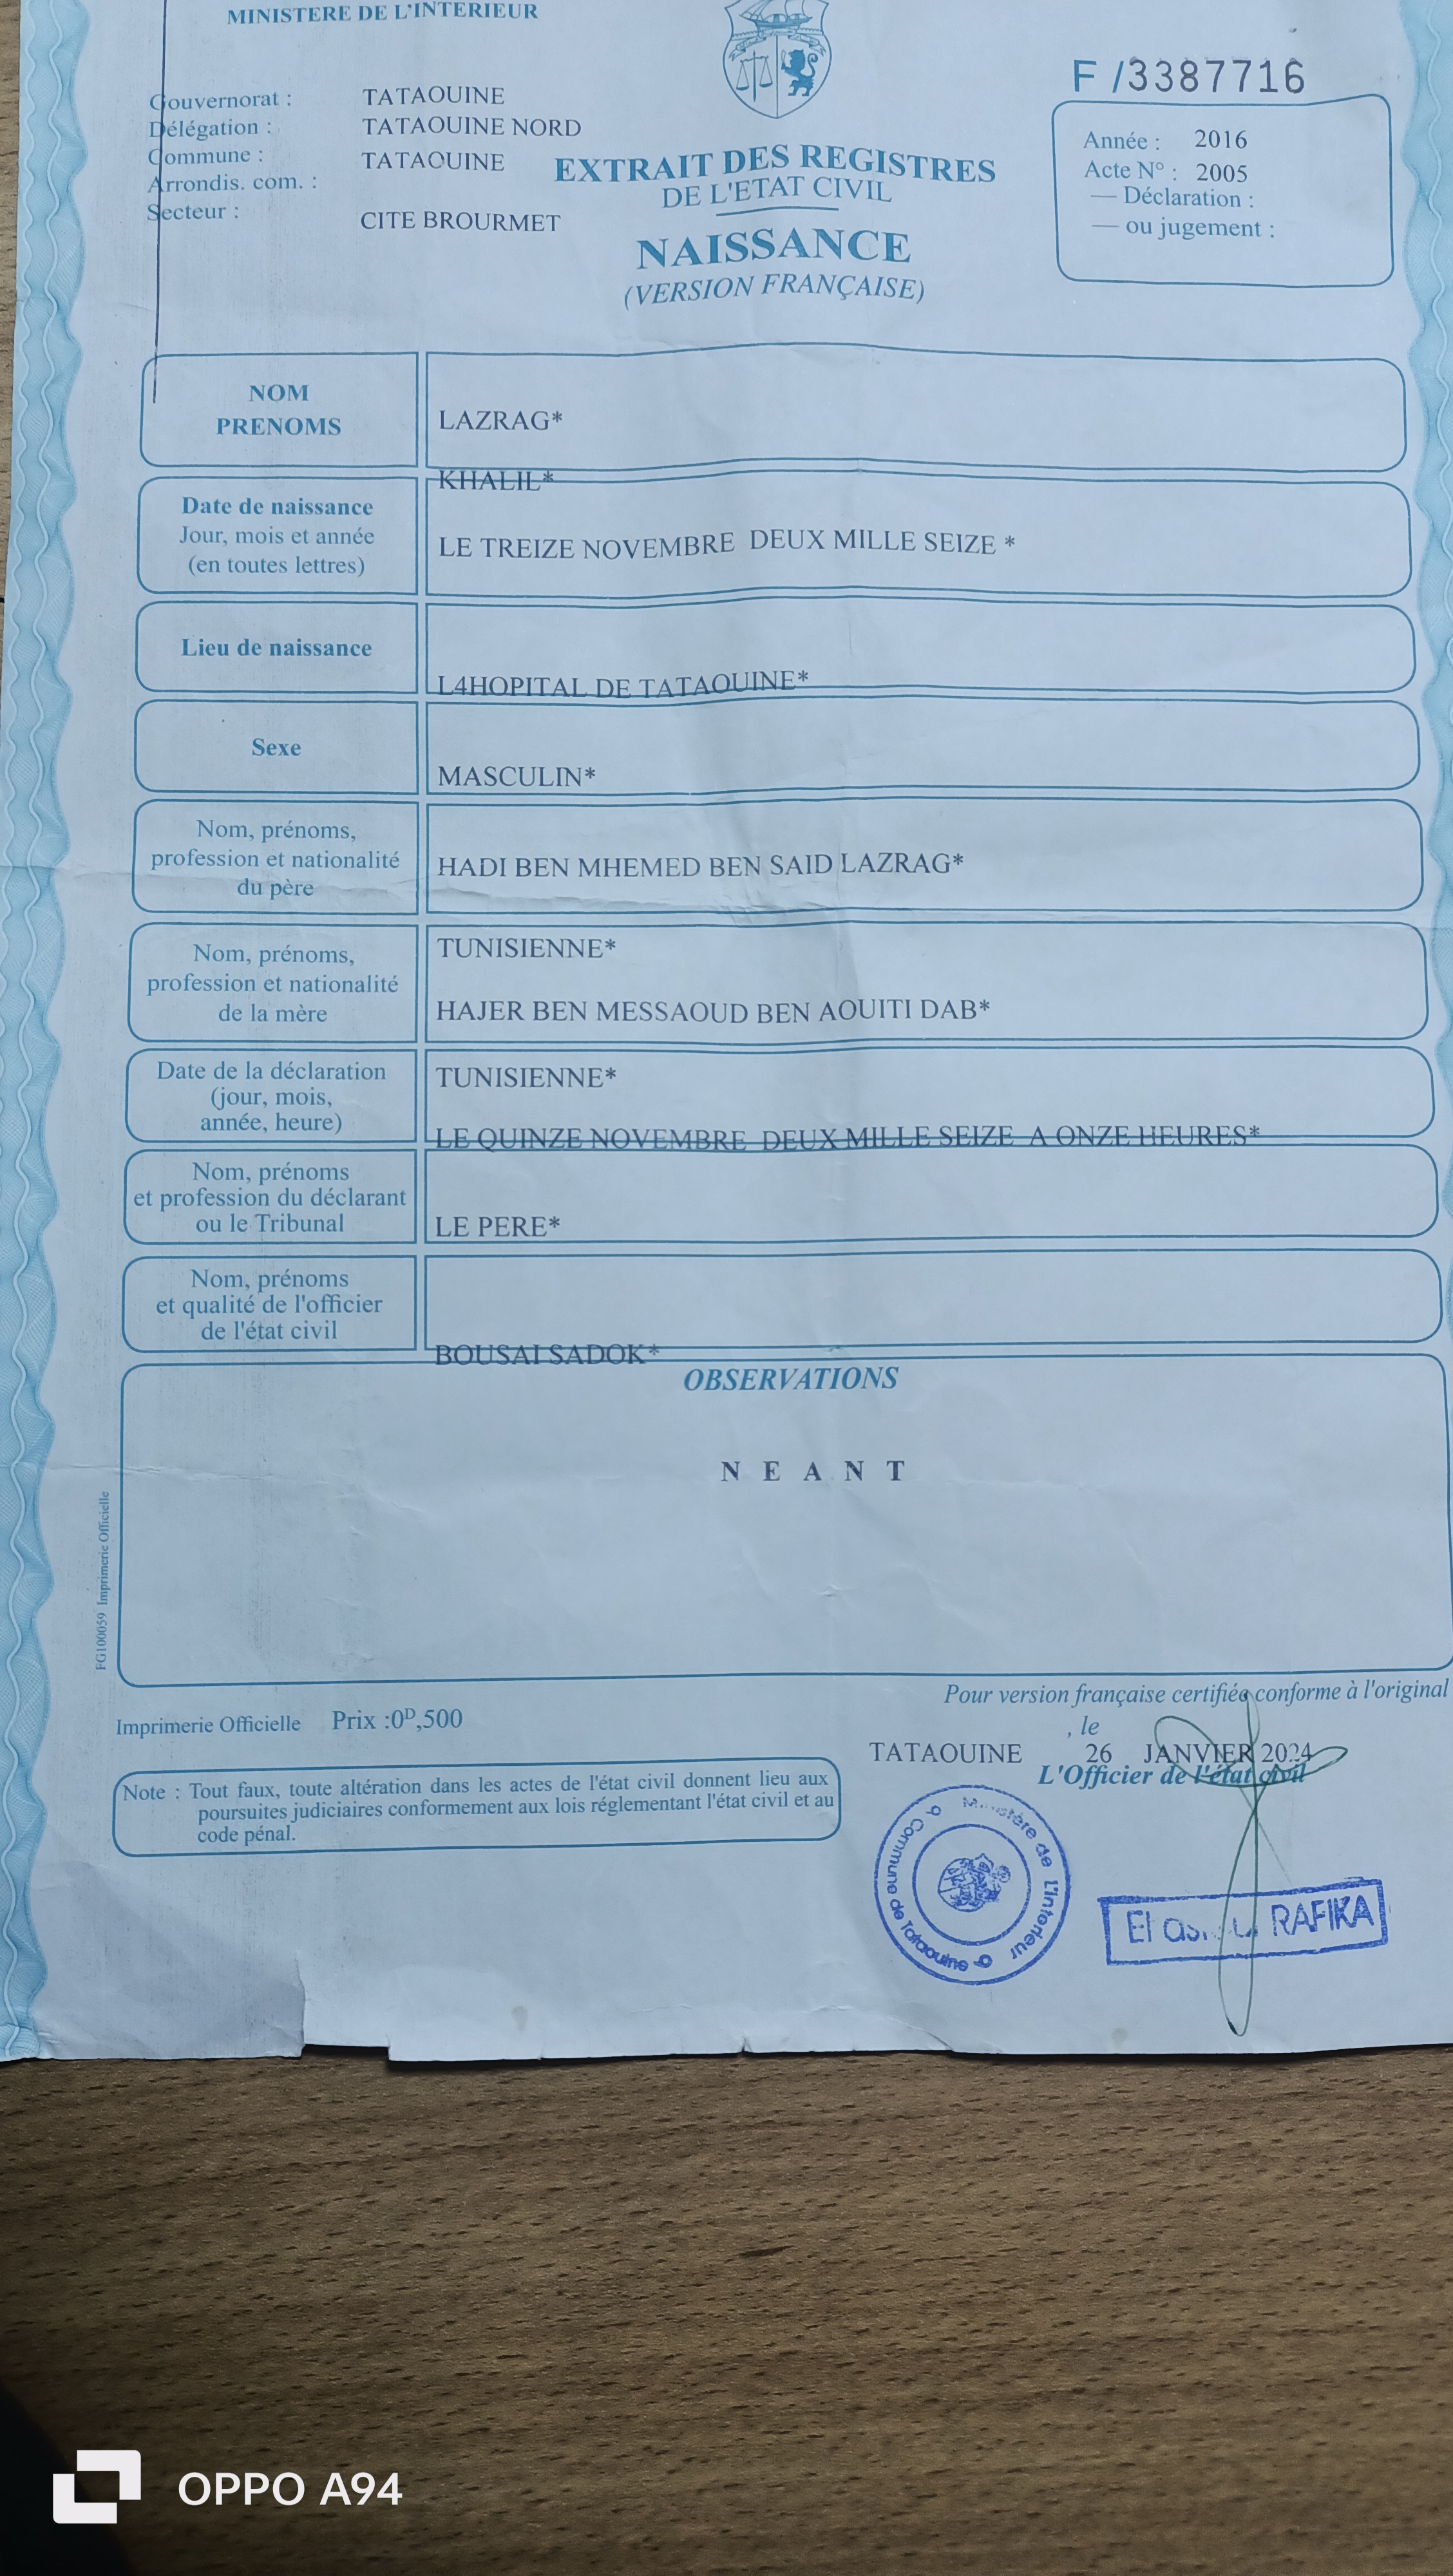 MINISTERE DE L'INTERIEUR
F /3387716
Gouvernorat : TATAOUINE
Délégation : TATAOUINE NORD
Commune : TATAOUINE
Arrondis. com. :
Secteur : CITE BROURMET
EXTRAIT DES REGISTRES
DE L'ETAT CIVIL
NAISSANCE
(VERSION FRANÇAISE)
Année : 2016
Acte N° : 2005
— Déclaration :
— ou jugement :
NOM
PRENOMS
LAZRAG*
KHALIL*
Date de naissance
Jour, mois et année
(en toutes lettres)
LE TREIZE NOVEMBRE DEUX MILLE SEIZE *
Lieu de naissance
L4HOPITAL DE TATAOUINE*
Sexe
MASCULIN*
Nom, prénoms,
profession et nationalité
du père
HADI BEN MHEMED BEN SAID LAZRAG*
TUNISIENNE*
Nom, prénoms,
profession et nationalité
de la mère
HAJER BEN MESSAOUD BEN AOUITI DAB*
TUNISIENNE*
Date de la déclaration
(jour, mois,
année, heure)
LE QUINZE NOVEMBRE DEUX MILLE SEIZE A ONZE HEURES*
Nom, prénoms
et profession du déclarant
ou le Tribunal
LE PERE*
Nom, prénoms
et qualité de l'officier
de l'état civil
BOUSAI SADOK*
OBSERVATIONS
N E A N T
FG100059 Imprimerie Officielle
Pour version française certifiée conforme à l'original
Imprimerie Officielle Prix :0D,500
, le
TATAOUINE 26 JANVIER 2024
L'Officier de l'état civil
Note : Tout faux, toute altération dans les actes de l'état civil donnent lieu aux
poursuites judiciaires conformement aux lois réglementant l'état civil et au
code pénal.
Ministère de L'Interieur
Commune de Tataouine
El RAFIKA
OPPO A94